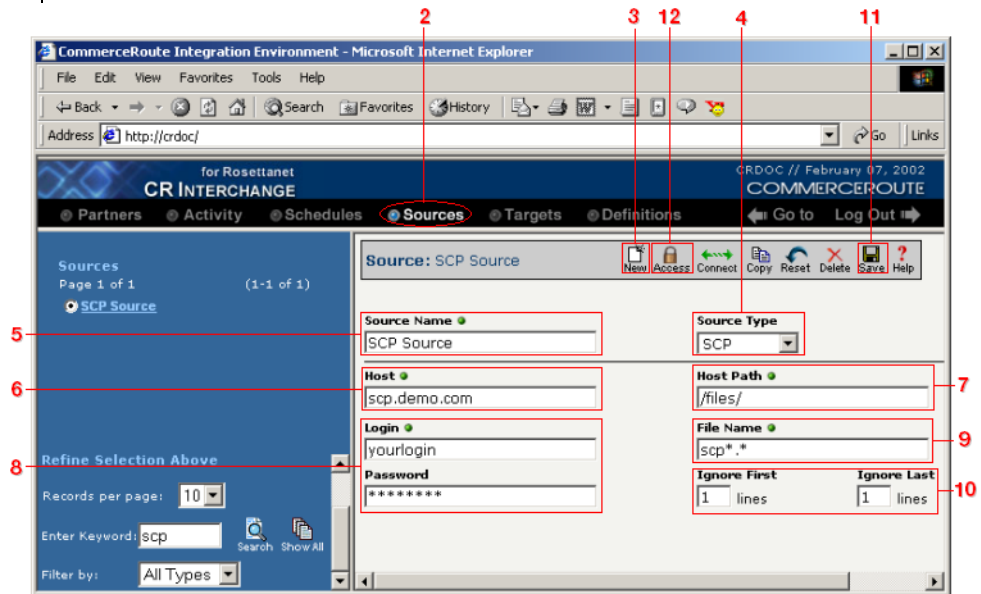 2 3 12 4 11
CommerceRoute Integration Environment - Microsoft Internet Explorer
File Edit View Favorites Tools Help
Back Search Favorites History
Address http://crdoc/ Go Links
for Rosettanet
CR INTERCHANGE
CRDOC // February 07, 2002
COMMERCEROUTE
Partners Activity Schedules Sources Targets Definitions Go to Log Out
Sources
Page 1 of 1 (1-1 of 1)
SCP Source
Source: SCP Source
New Access Connect Copy Reset Delete Save Help
5
Source Name
SCP Source
Source Type
SCP
6
Host
scp.demo.com
Host Path
/files/
7
8
Login
yourlogin
File Name
scp*.*
9
Password
********
Ignore First Ignore Last
1 lines 1 lines
10
Refine Selection Above
Records per page: 10
Enter Keyword: scp
Search Show All
Filter by: All Types